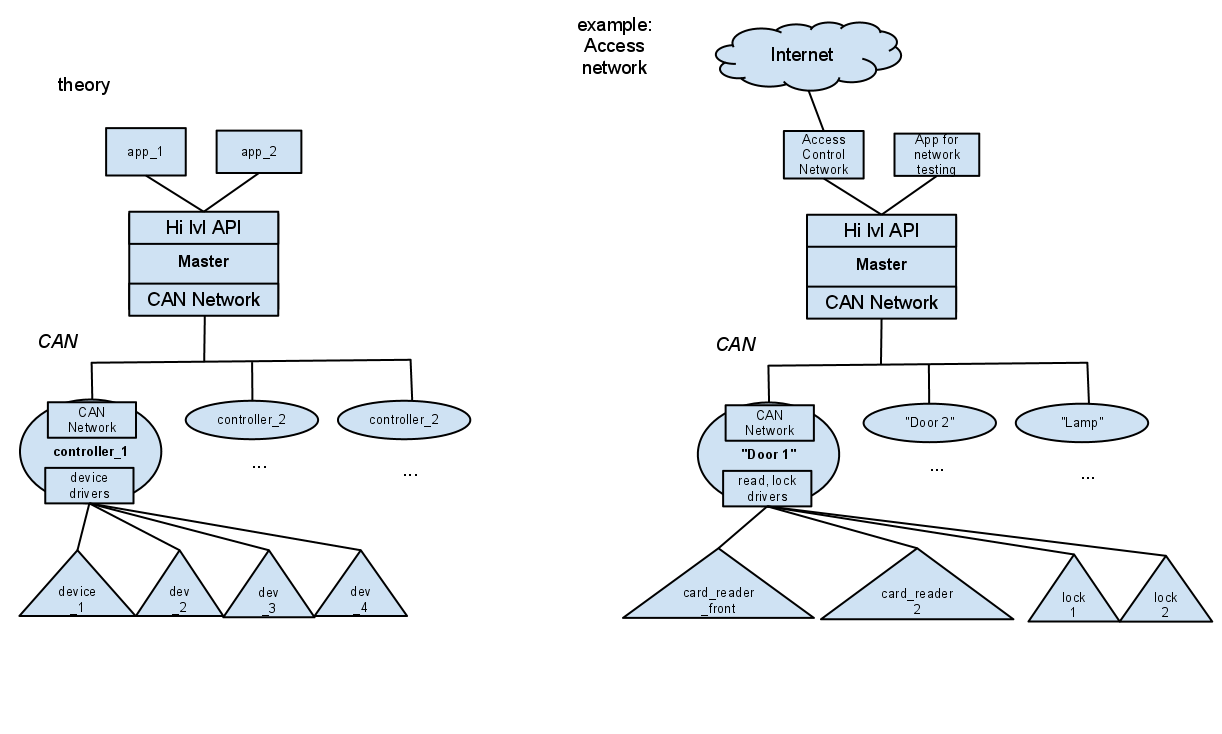 theory
app_1
app_2
Hi lvl API
Master
CAN Network
CAN
CAN
Network
controller_1
device
drivers
controller_2
...
controller_2
...
device
_1
dev
_2
dev
_3
dev
_4
example:
Access
network
Internet
Access
Control
Network
App for
network
testing
Hi lvl API
Master
CAN Network
CAN
CAN
Network
"Door 1"
read, lock
drivers
"Door 2"
...
"Lamp"
...
card_reader
_front
card_reader
2
lock
1
lock
2